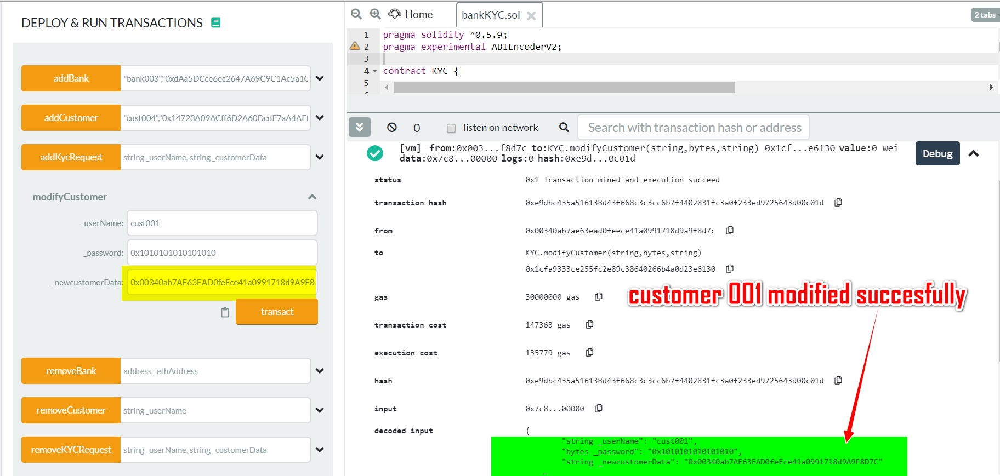 DEPLOY & RUN TRANSACTIONS
addBank "bank003","0xdAa5DCce6ec2647A69C9C1Ac5a1C
addCustomer "cust004","0x14723A09ACff6D2A60DcdF7aA4AFf
addKycRequest string _userName, string _customerData
modifyCustomer
_userName: cust001
_password: 0x1010101010101010
_newcustomerData: 0x00340ab7AE63EAD0feEce41a0991718d9A9F8
transact
removeBank address _ethAddress
removeCustomer string _userName
removeKYCRequest string _userName, string _customerData
Home bankKYC.sol 2 tabs
1 pragma solidity ^0.5.9;
2 pragma experimental ABIEncoderV2;
3
4 contract KYC {
5
0 listen on network Search with transaction hash or address
[vm] from:0x003...f8d7c to:KYC.modifyCustomer(string,bytes,string) 0x1cf...e6130 value:0 wei
data:0x7c8...00000 logs:0 hash:0xe9d...0c01d
Debug
status 0x1 Transaction mined and execution succeed
transaction hash 0xe9dbc435a516138d43f668c3c3cc6b7f4402831fc3a0f233ed9725643d00c01d
from 0x00340ab7ae63ead0feece41a0991718d9a9f8d7c
to KYC.modifyCustomer(string,bytes,string)
0x1cfa9333ce255fc2e89c38640266b4a0d23e6130
customer 001 modified succesfully
gas 30000000 gas
transaction cost 147363 gas
execution cost 135779 gas
hash 0xe9dbc435a516138d43f668c3c3cc6b7f4402831fc3a0f233ed9725643d00c01d
input 0x7c8...00000
decoded input {
"string _userName": "cust001",
"bytes _password": "0x1010101010101010",
"string _newcustomerData": "0x00340ab7AE63EAD0feEce41a0991718d9A9F8D7C"